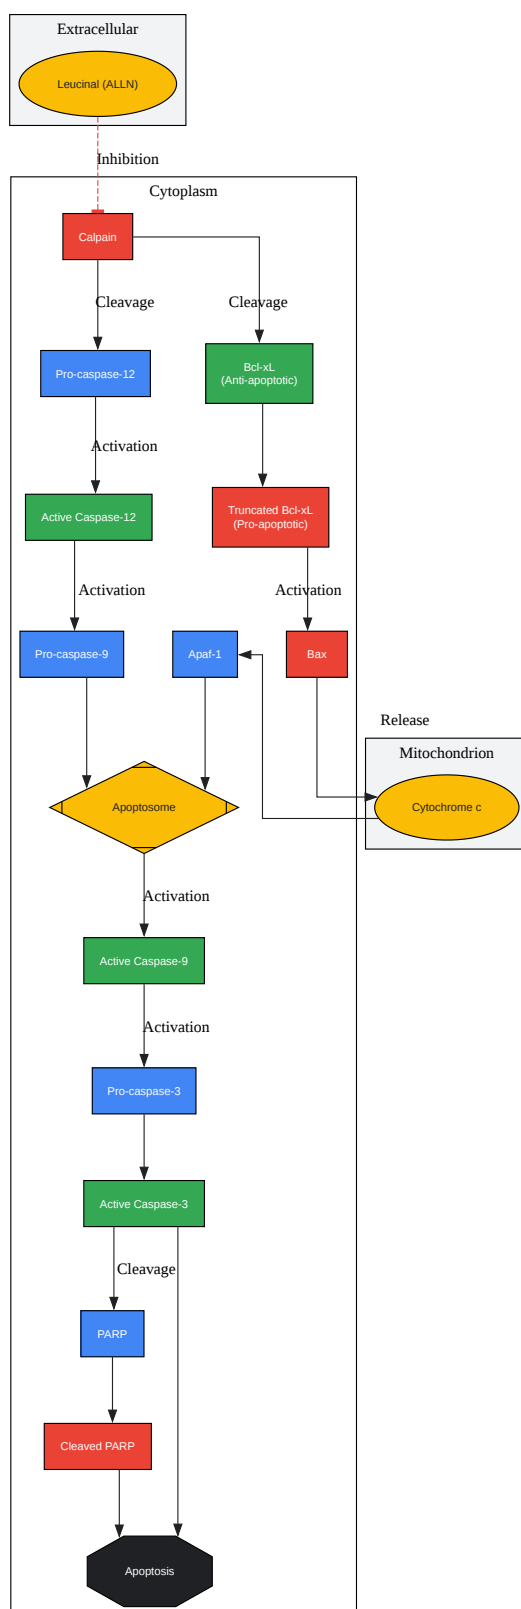 Extracellular
Leucinal (ALLN)
Inhibition
Cytoplasm
Calpain
Cleavage
Cleavage
Pro-caspase-12
Bcl-xL
(Anti-apoptotic)
Activation
Active Caspase-12
Truncated Bcl-xL
(Pro-apoptotic)
Activation
Activation
Pro-caspase-9
Apaf-1
Bax
Release
Mitochondrion
Apoptosome
Cytochrome c
Activation
Active Caspase-9
Activation
Pro-caspase-3
Active Caspase-3
Cleavage
PARP
Cleaved PARP
Apoptosis